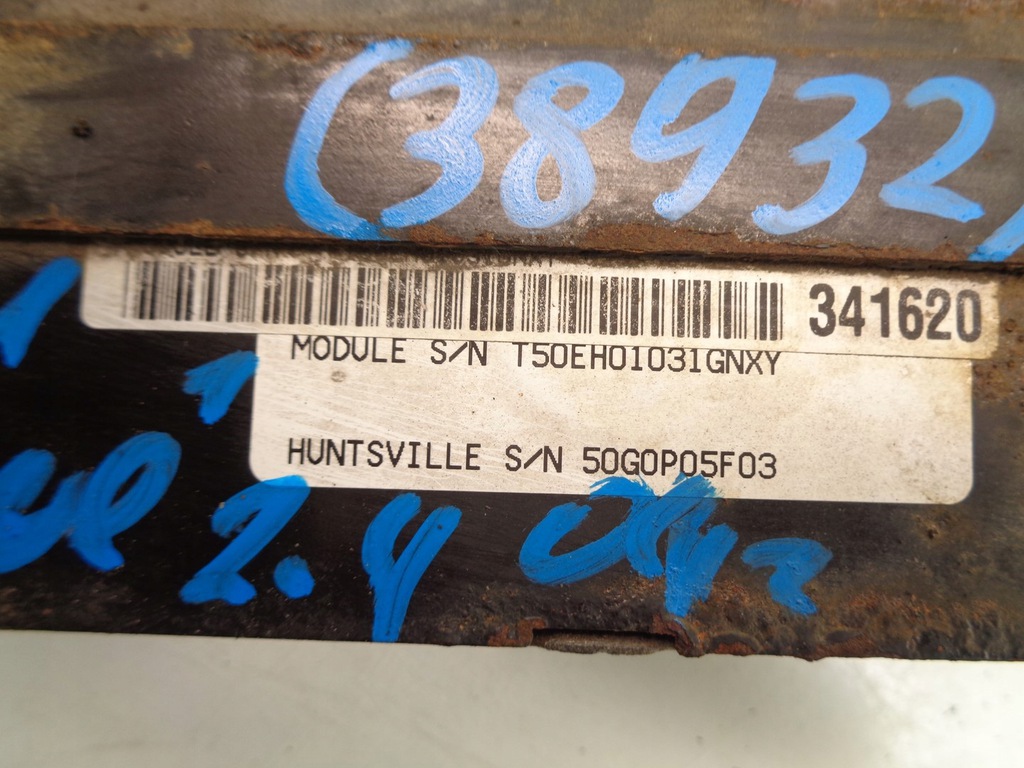 (38932)
341620
MODULE S/N T50EH01031GNXY
HUNTSVILLE S/N 50G0P05F03
2.4